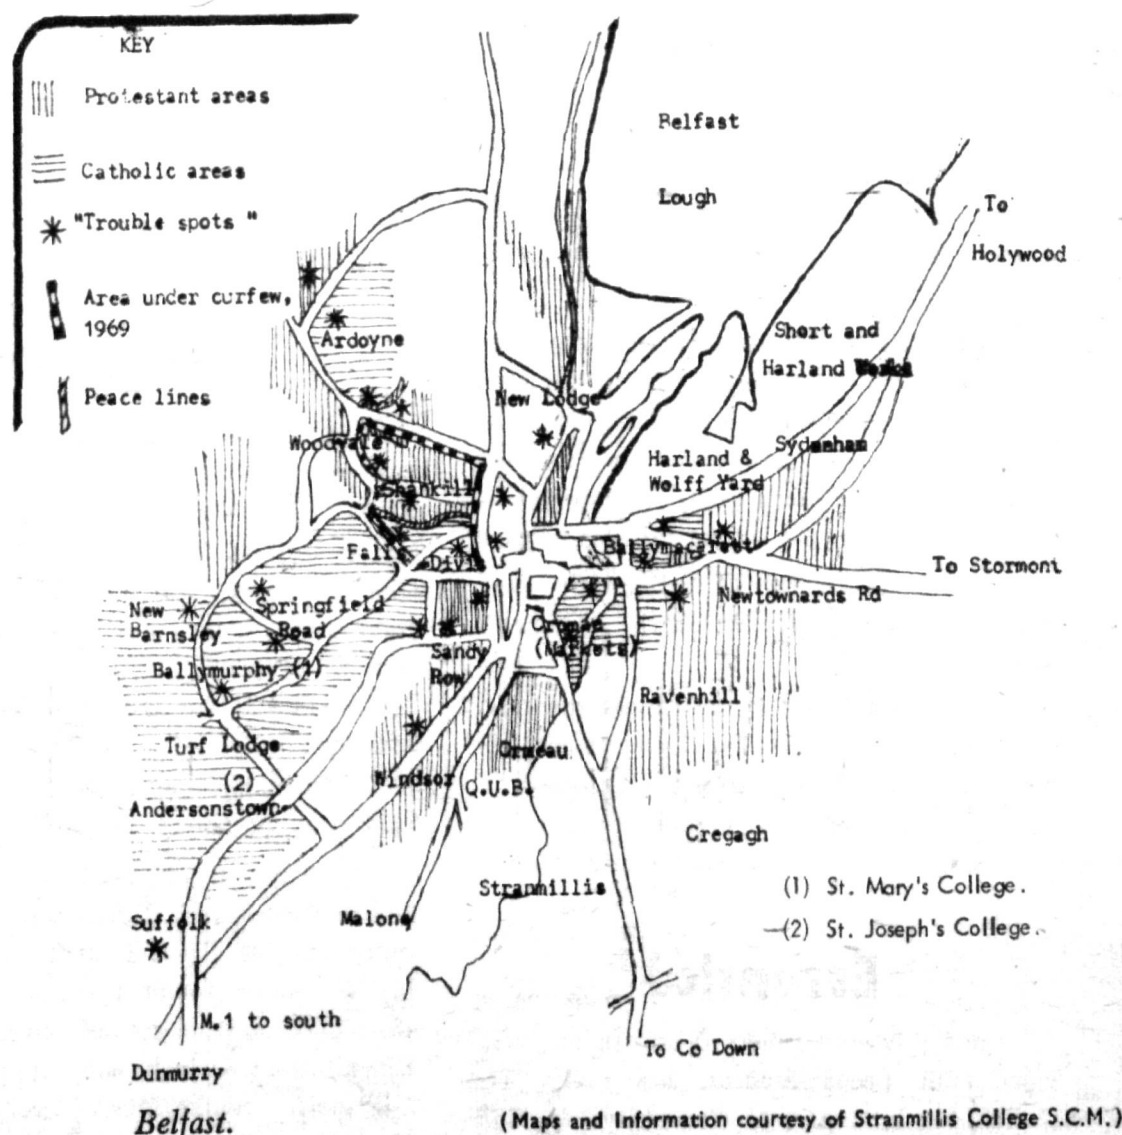 KEY
Protestant areas
Catholic areas
"Trouble spots "
Area under curfew,
1969
Peace lines
Belfast
Lough
To
Holywood
Short and
Harland
Sydenham
Ardoyne
New Lodge
Woodvale
Harland &
Wolff Yard
Shankill
Falls
Divis
Ballymacarett
To Stormont
Newtownards Rd
New
Barnsley
Springfield
Road
Ballymurphy (1)
Cromac
(Markets)
Sandy
Row
Ravenhill
Turf Lodge
(2)
Andersonstown
Ormeau
Windsor
Q.U.B.
Cregagh
Stranmillis
Malone
(1) St. Mary's College.
(2) St. Joseph's College.
Suffolk
M.1 to south
To Co Down
Dunmurry
Belfast.
(Maps and Information courtesy of Stranmillis College S.C.M.)